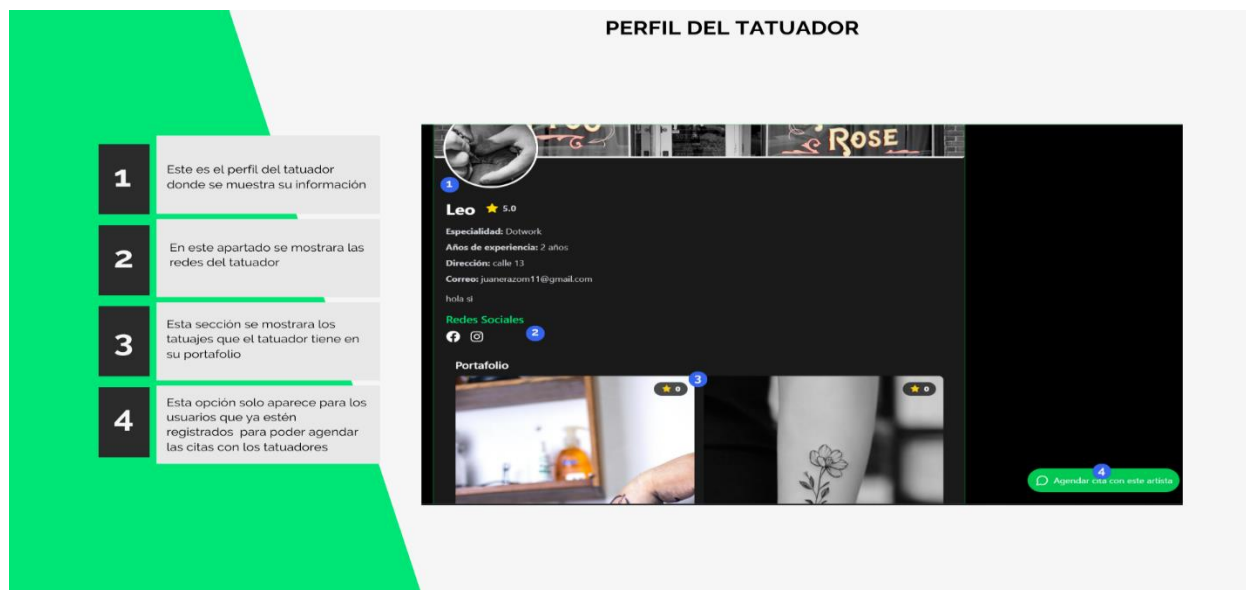 PERFIL DEL TATUADOR
1
Este es el perfil del tatuador
donde se muestra su información
2
En este apartado se mostrara las
redes del tatuador
3
Esta sección se mostrara los
tatuajes que el tatuador tiene en
su portafolio
4
Esta opción solo aparece para los
usuarios que ya estén
registrados para poder agendar
las citas con los tatuadores
ROSE
1
Leo 5.0
Especialidad: Dotwork
Años de experiencia: 2 años
Dirección: calle 13
Correo: juanerazom11@gmail.com
hola si
Redes Sociales
2
Portafolio
3
0
0
4
Agendar cita con este artista